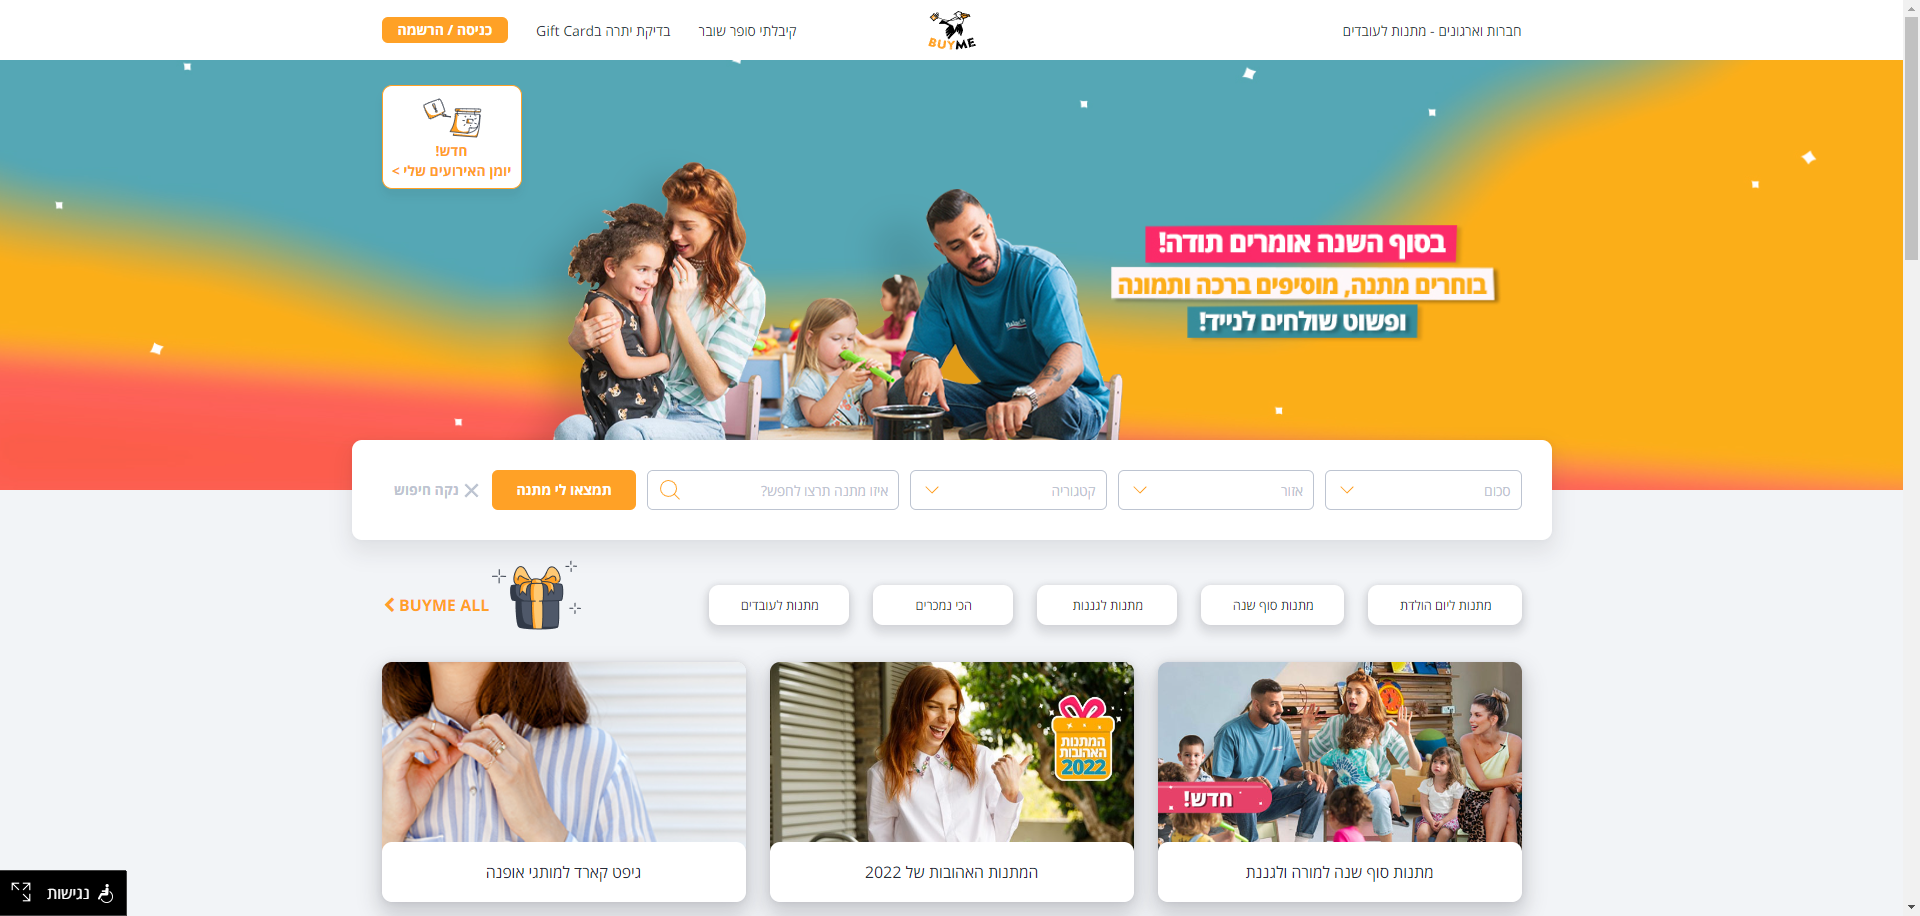 חברות וארגונים - מתנות לעובדים
BUYME
קיבלתי סופר שובר
בדיקת יתרה בGift Card
כניסה / הרשמה
חדש!
יומן האירועים שלי >
בסוף השנה אומרים תודה!
בוחרים מתנה, מוסיפים ברכה ותמונה
ופשוט שולחים לנייד!
סכום
אזור
קטגוריה
איזו מתנה תרצו לחפש?
תמצאו לי מתנה
נקה חיפוש
מתנות ליום הולדת
מתנות סוף שנה
מתנות לגננות
הכי נמכרים
מתנות לעובדים
BUYME ALL
חדש!
מתנות סוף שנה למורה ולגננת
המתנות
האהובות
2022
המתנות האהובות של 2022
גיפט קארד למותגי אופנה
נגישות